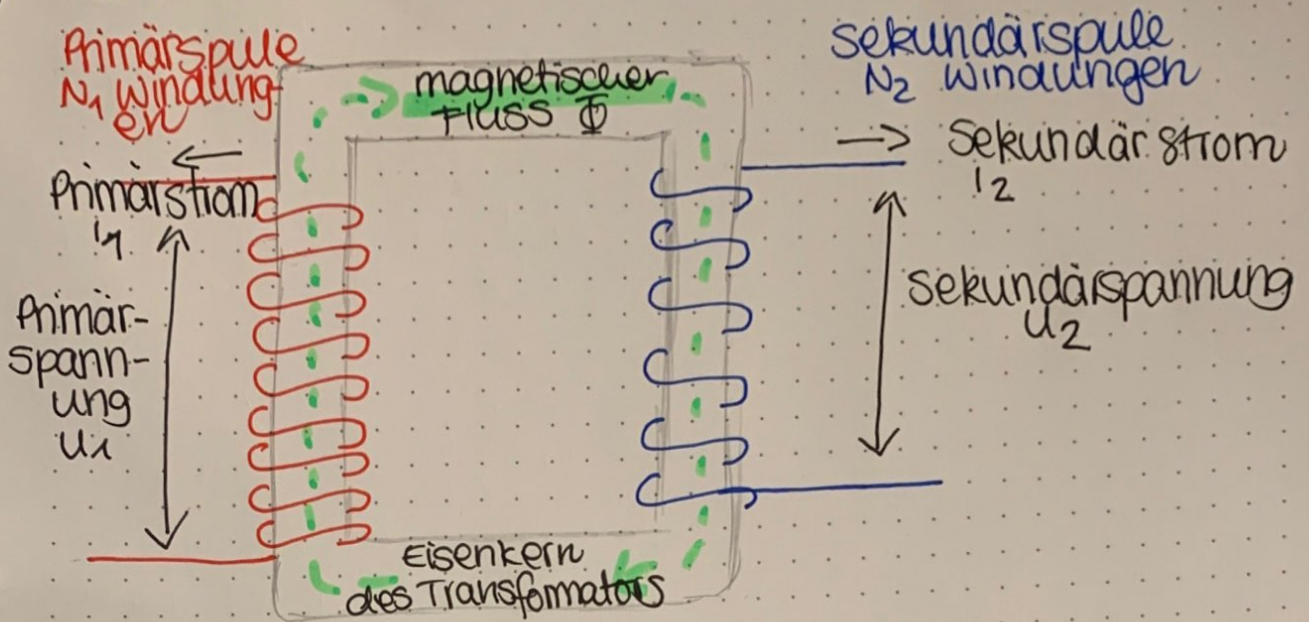 Primärspule
N₁ Windung-
en
magnetischer
Fluss Φ
Sekundärspule
N₂ Windungen
Primärstrom
I₁
Sekundärstrom
I₂
Primär-
spann-
ung
U₁
Sekundärspannung
U₂
Eisenkern
des Transformators